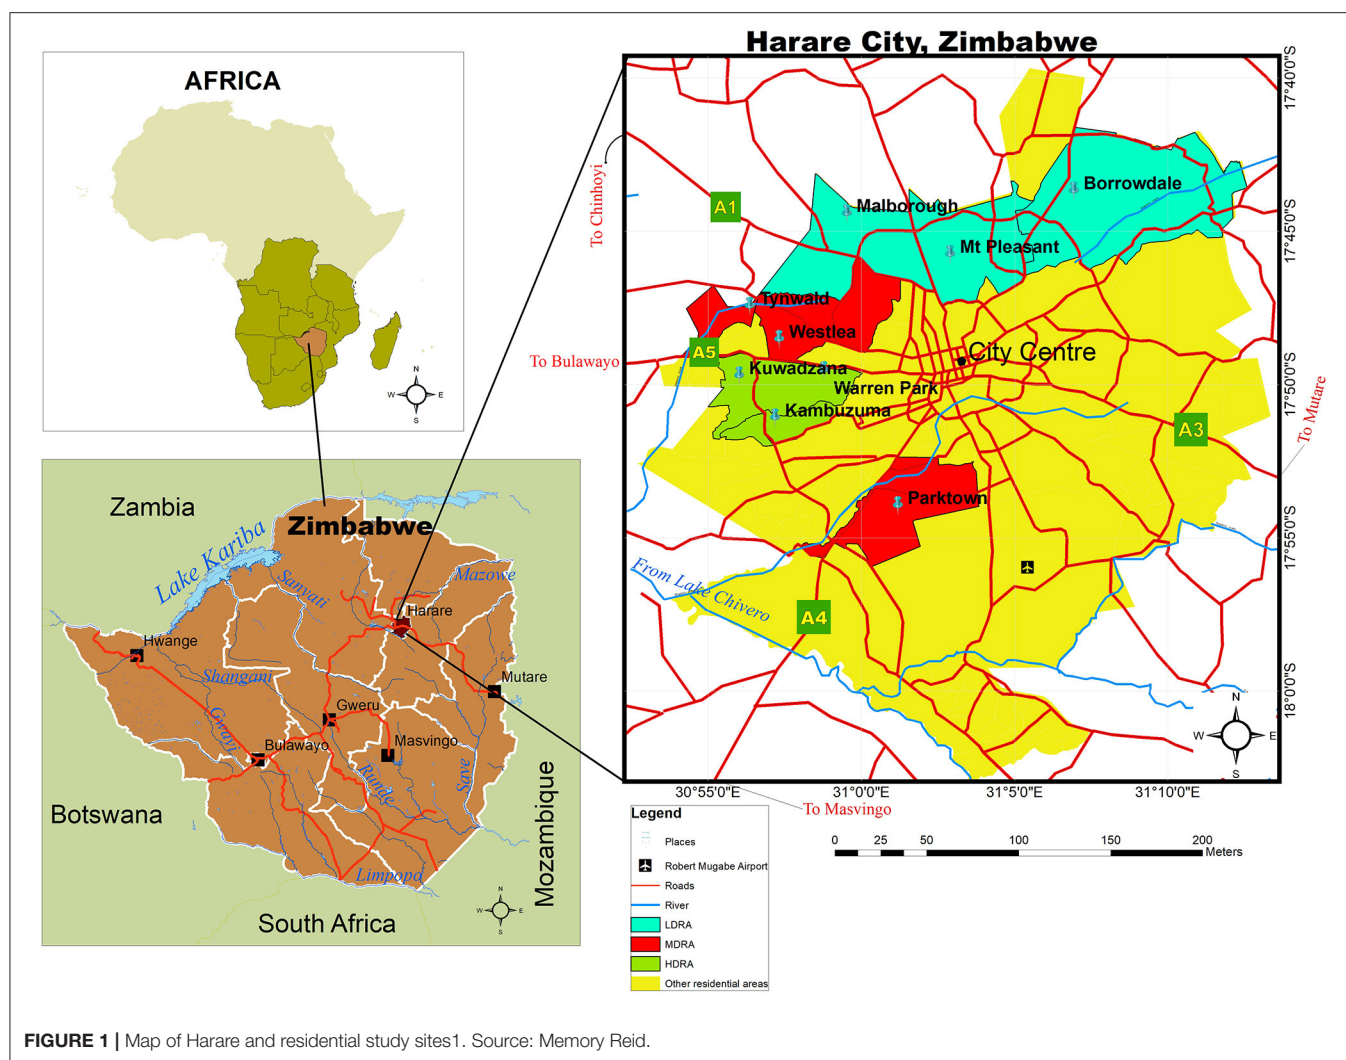 AFRICA
N
W E
S
Zambia
Zimbabwe
Lake Kariba
Sanyati
Mazowe
Harare
Hwange
Shangani
Mutare
Gweru
Gwayi
Bulawayo
Masvingo
Runde
Save
Botswana
Mozambique
Limpopo
South Africa
N
W E
S
Harare City, Zimbabwe
17°40'0"S
17°45'0"S
17°50'0"S
17°55'0"S
18°0'0"S
To Chinhoyi
A1
Borrowdale
Malborough
Mt Pleasant
Tynwald
Westlea
A5
To Bulawayo
City Centre
Kuwadzana
Warren Park
Kambuzuma
A3
To Mutare
Parktown
From Lake Chivero
A4
N
W E
S
30°55'0"E 31°0'0"E 31°5'0"E 31°10'0"E
To Masvingo
Legend
Places
Robert Mugabe Airport
Roads
River
LDRA
MDRA
HDRA
Other residential areas
0 25 50 100 150 200
Meters
FIGURE 1 | Map of Harare and residential study sites1. Source: Memory Reid.